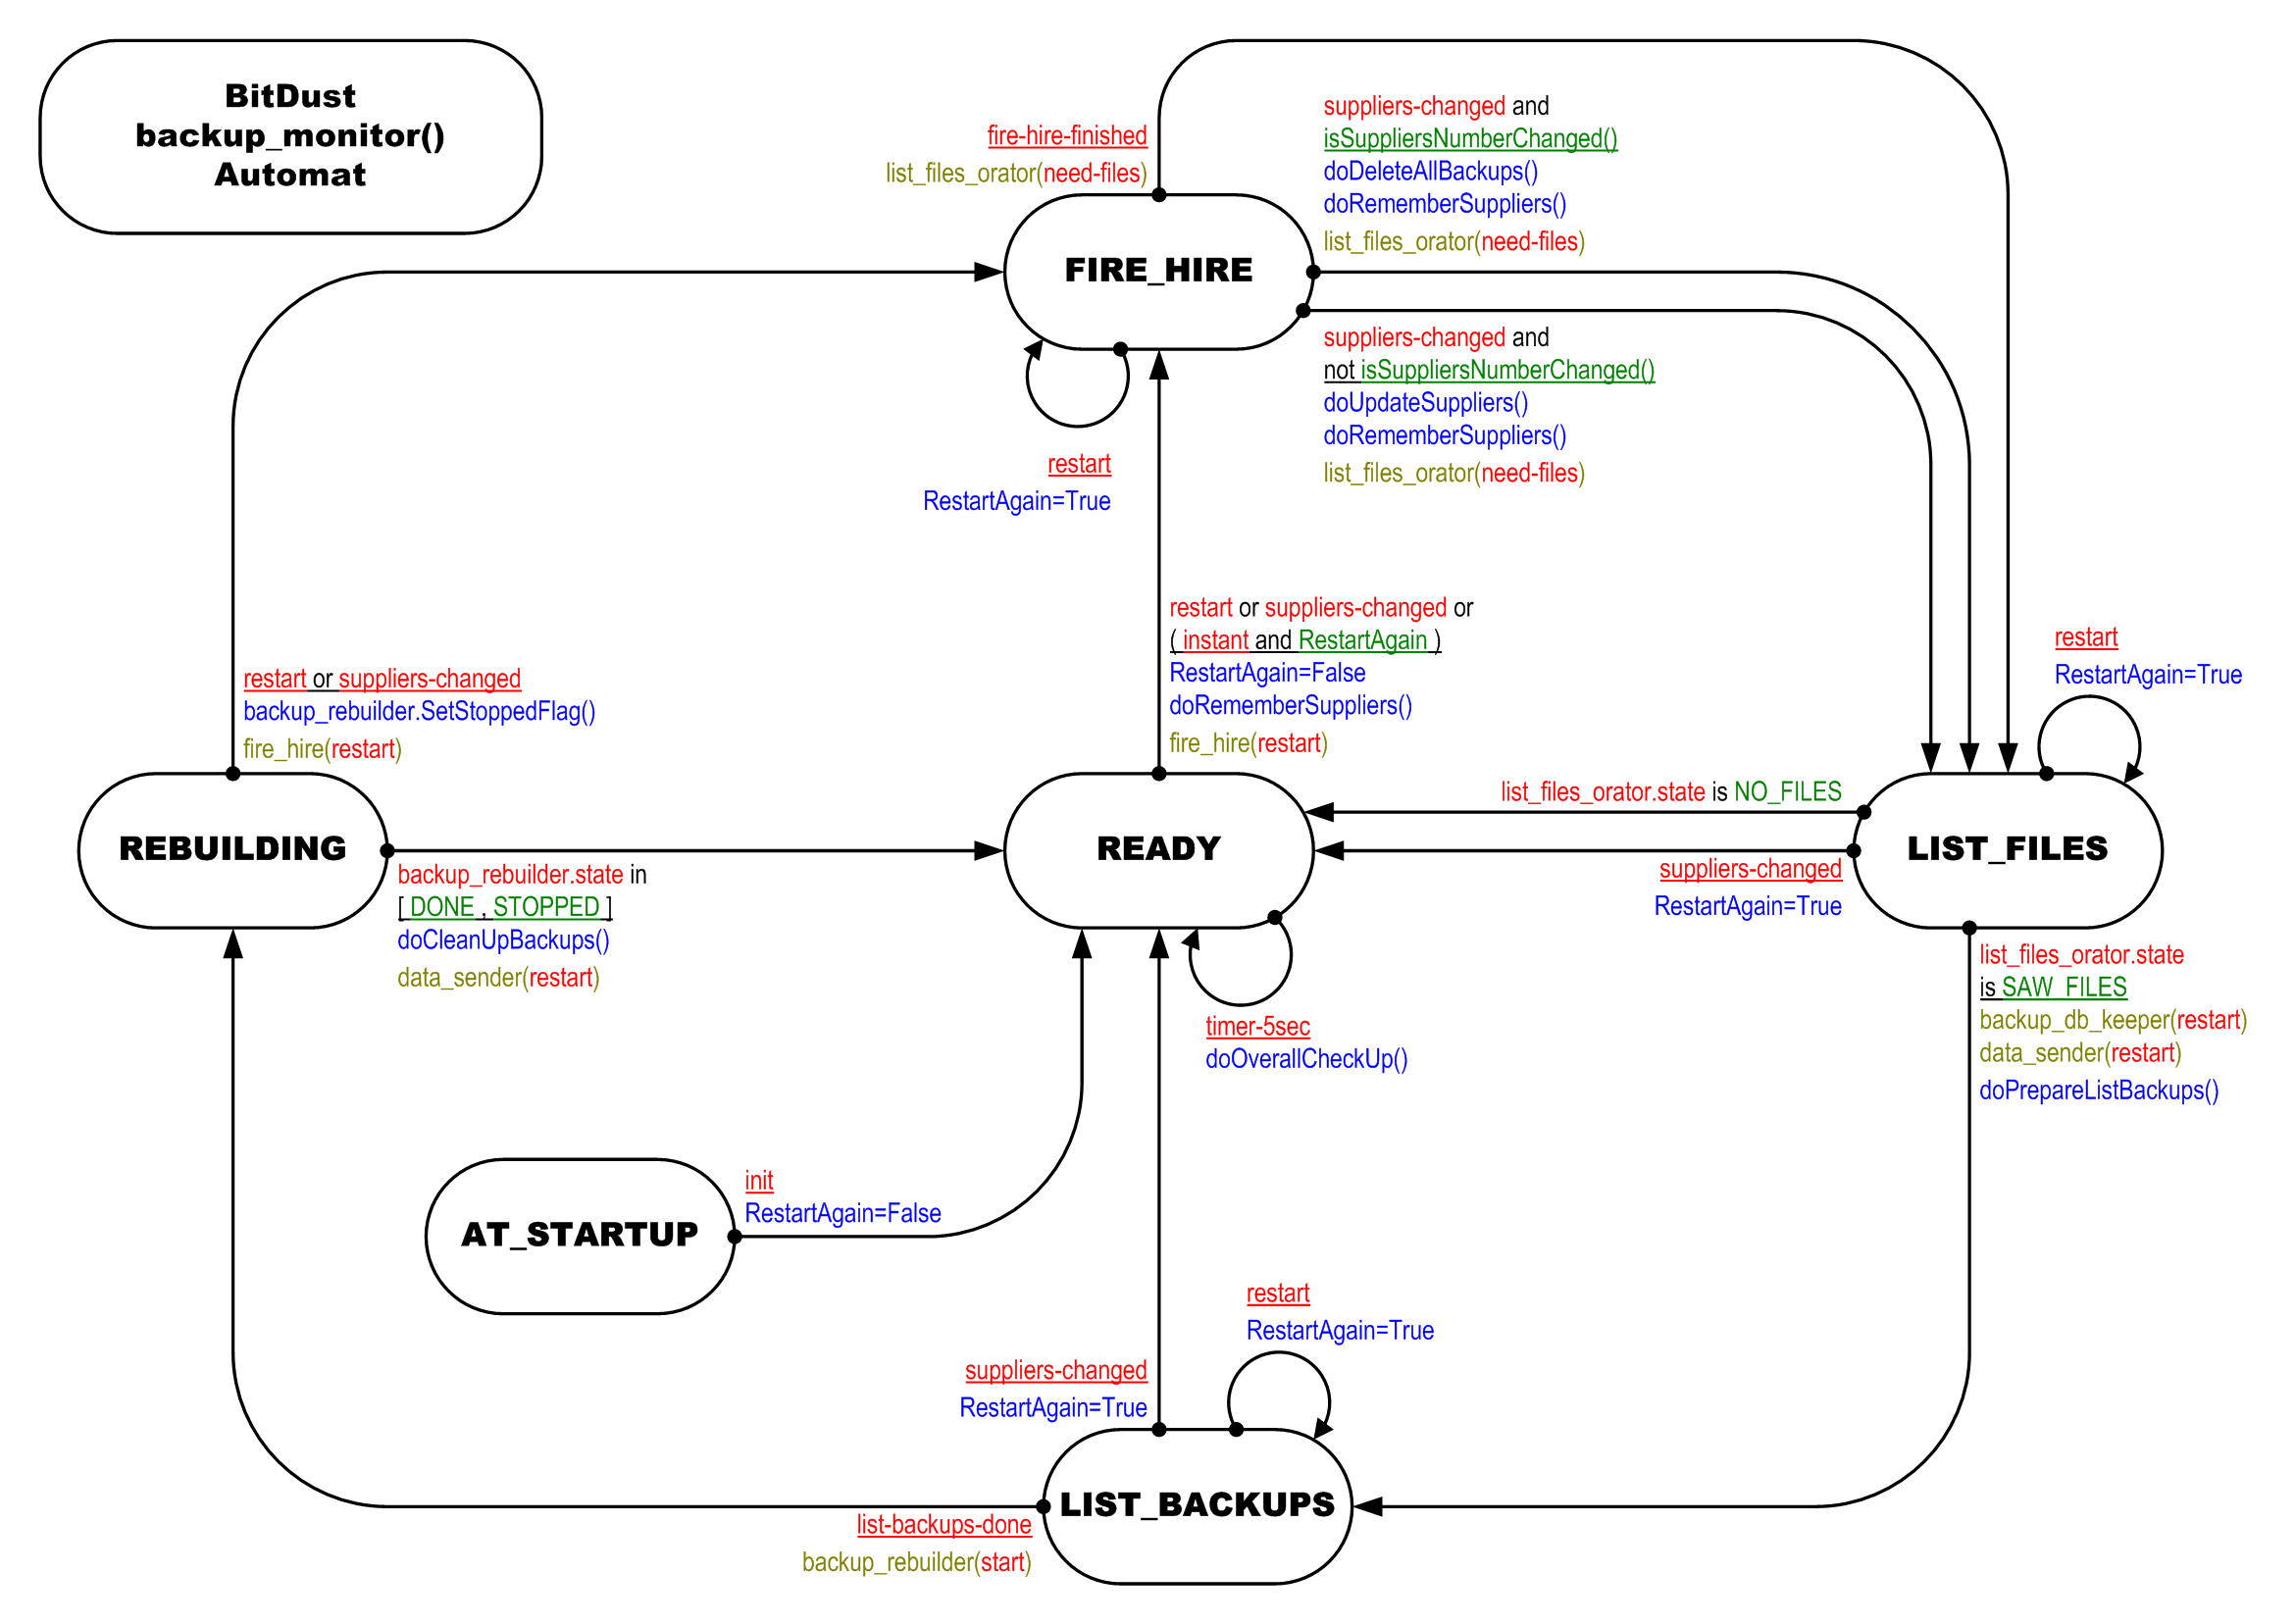 BitDust
backup_monitor()
Automat
fire-hire-finished
list_files_orator(need-files)
suppliers-changed and
isSuppliersNumberChanged()
doDeleteAllBackups()
doRememberSuppliers()
list_files_orator(need-files)
FIRE_HIRE
suppliers-changed and
not isSuppliersNumberChanged()
doUpdateSuppliers()
doRememberSuppliers()
list_files_orator(need-files)
restart
RestartAgain=True
restart or suppliers-changed or
( instant and RestartAgain )
RestartAgain=False
doRememberSuppliers()
fire_hire(restart)
restart
RestartAgain=True
restart or suppliers-changed
backup_rebuilder.SetStoppedFlag()
fire_hire(restart)
list_files_orator.state is NO_FILES
REBUILDING
READY
LIST_FILES
backup_rebuilder.state in
[ DONE , STOPPED ]
doCleanUpBackups()
data_sender(restart)
suppliers-changed
RestartAgain=True
list_files_orator.state
is SAW_FILES
backup_db_keeper(restart)
data_sender(restart)
doPrepareListBackups()
timer-5sec
doOverallCheckUp()
init
RestartAgain=False
AT_STARTUP
restart
RestartAgain=True
suppliers-changed
RestartAgain=True
LIST_BACKUPS
list-backups-done
backup_rebuilder(start)